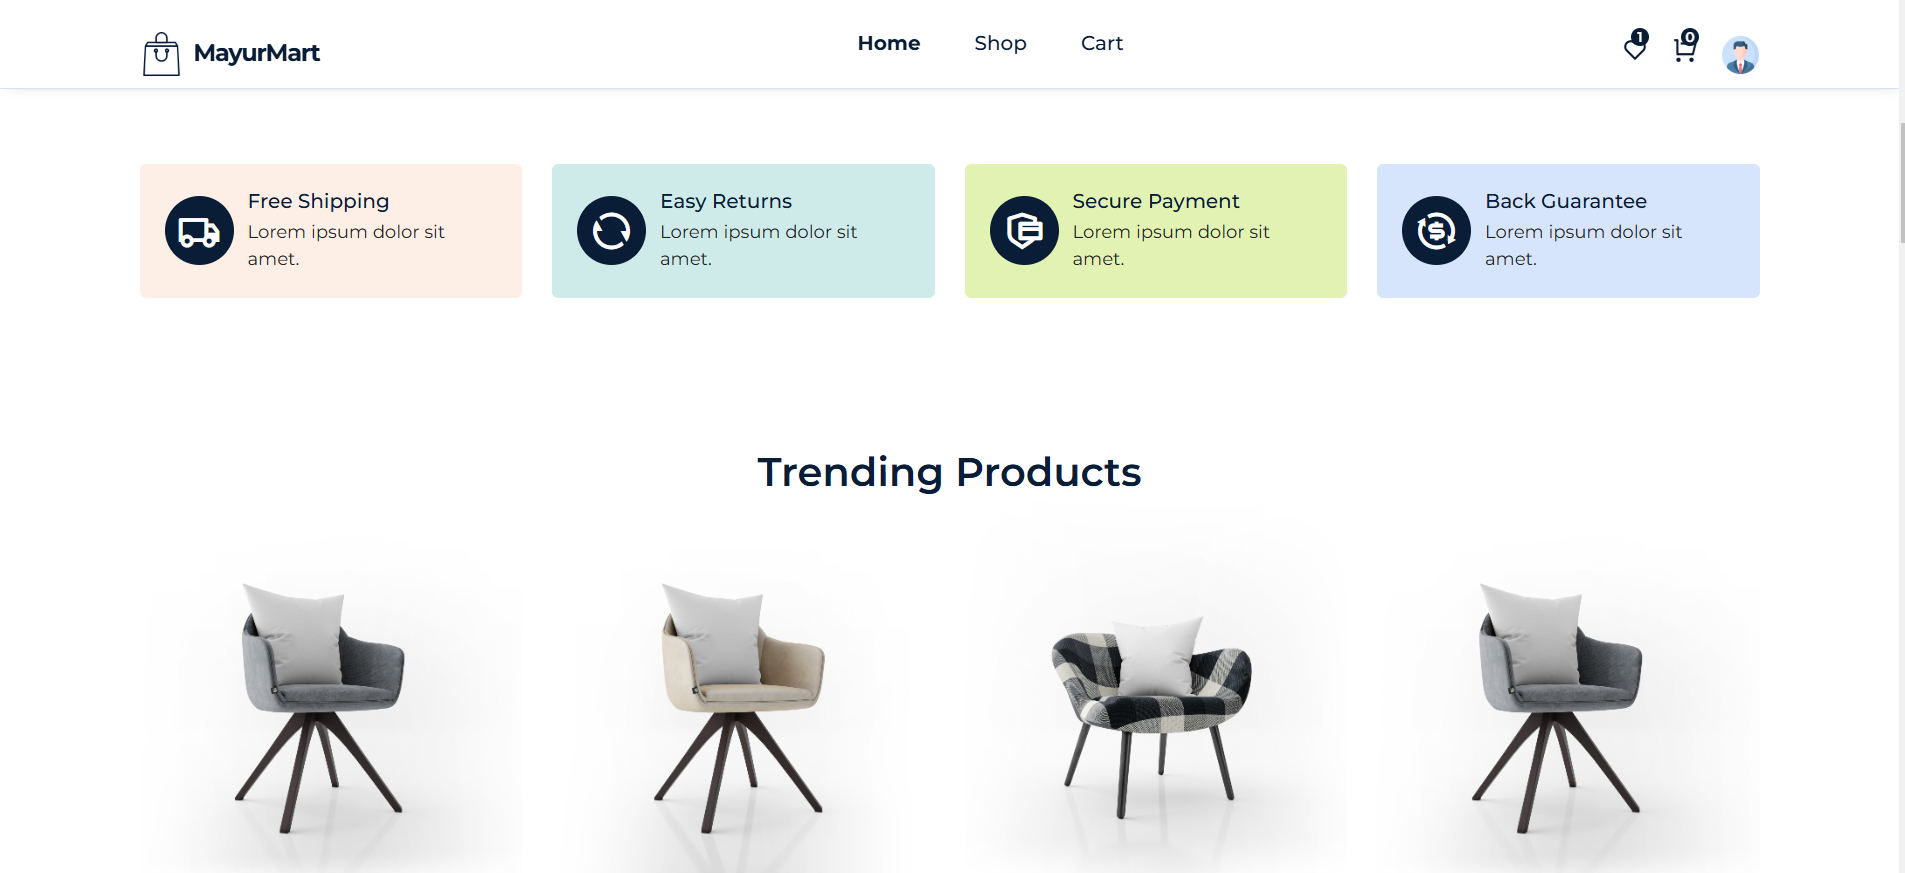 MayurMart
Home
Shop
Cart
1
0
Free Shipping
Lorem ipsum dolor sit
amet.
Easy Returns
Lorem ipsum dolor sit
amet.
Secure Payment
Lorem ipsum dolor sit
amet.
Back Guarantee
Lorem ipsum dolor sit
amet.
Trending Products